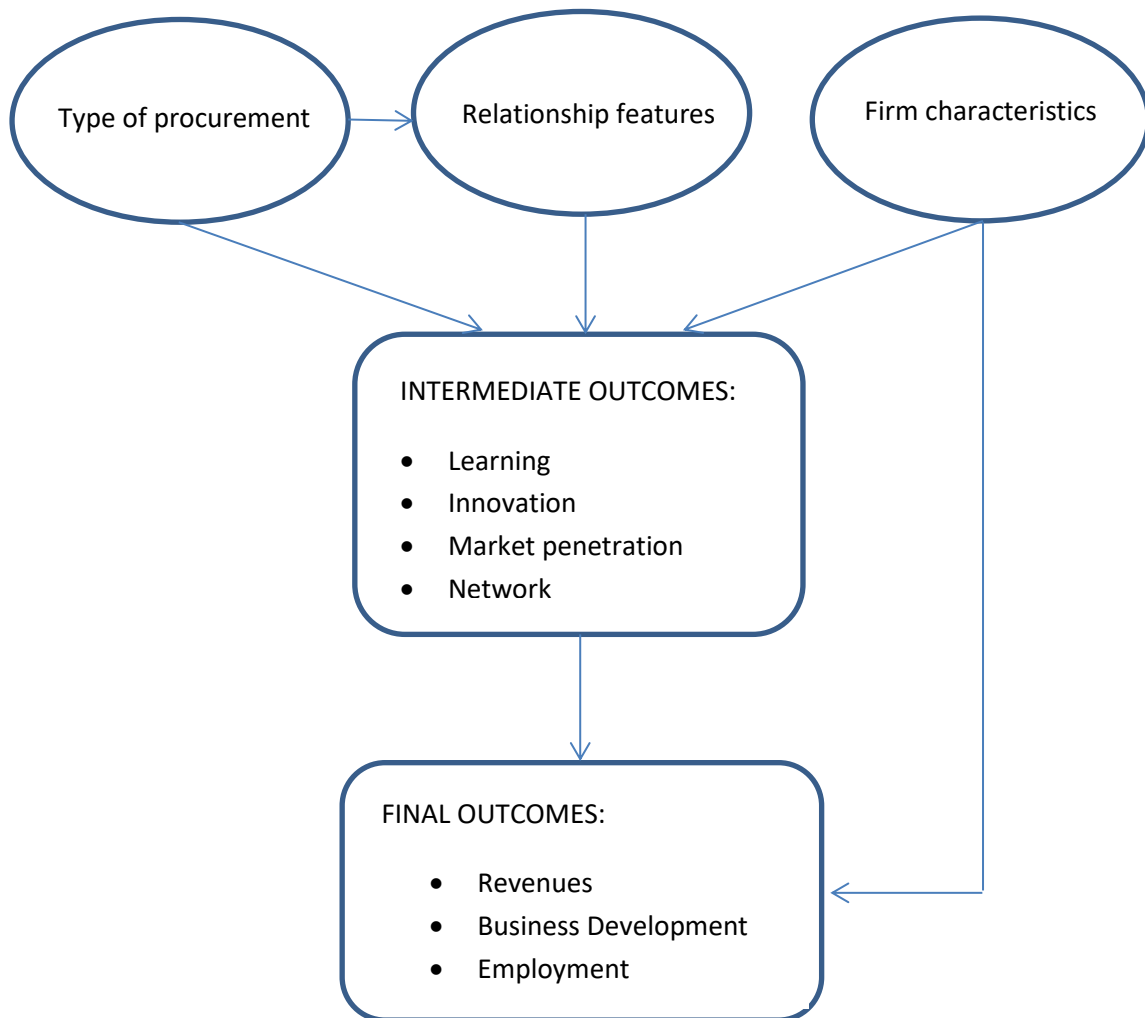 Type of procurement
Relationship features
Firm characteristics
INTERMEDIATE OUTCOMES:
• Learning
• Innovation
• Market penetration
• Network
FINAL OUTCOMES:
• Revenues
• Business Development
• Employment